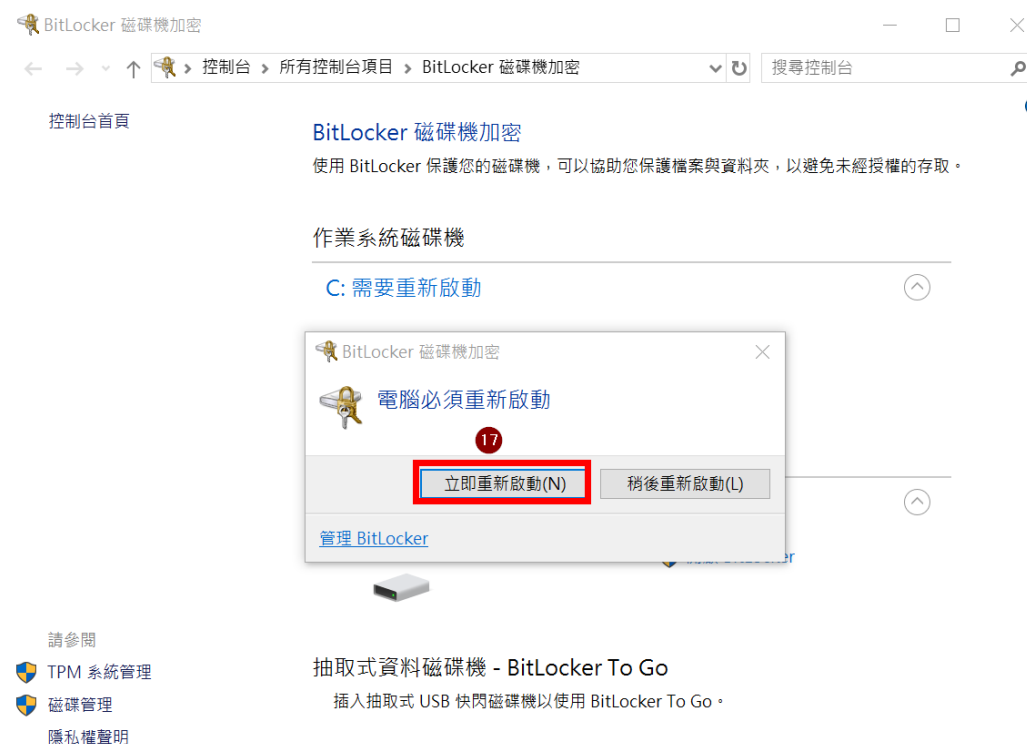 BitLocker 磁碟機加密
控制台 > 所有控制台項目 > BitLocker 磁碟機加密
搜尋控制台
控制台首頁
BitLocker 磁碟機加密
使用 BitLocker 保護您的磁碟機，可以協助您保護檔案與資料夾，以避免未經授權的存取。
作業系統磁碟機
C: 需要重新啟動
BitLocker 磁碟機加密
電腦必須重新啟動
17
立即重新啟動(N)
稍後重新啟動(L)
管理 BitLocker
請參閱
TPM 系統管理
磁碟管理
隱私權聲明
抽取式資料磁碟機 - BitLocker To Go
插入抽取式 USB 快閃磁碟機以使用 BitLocker To Go。